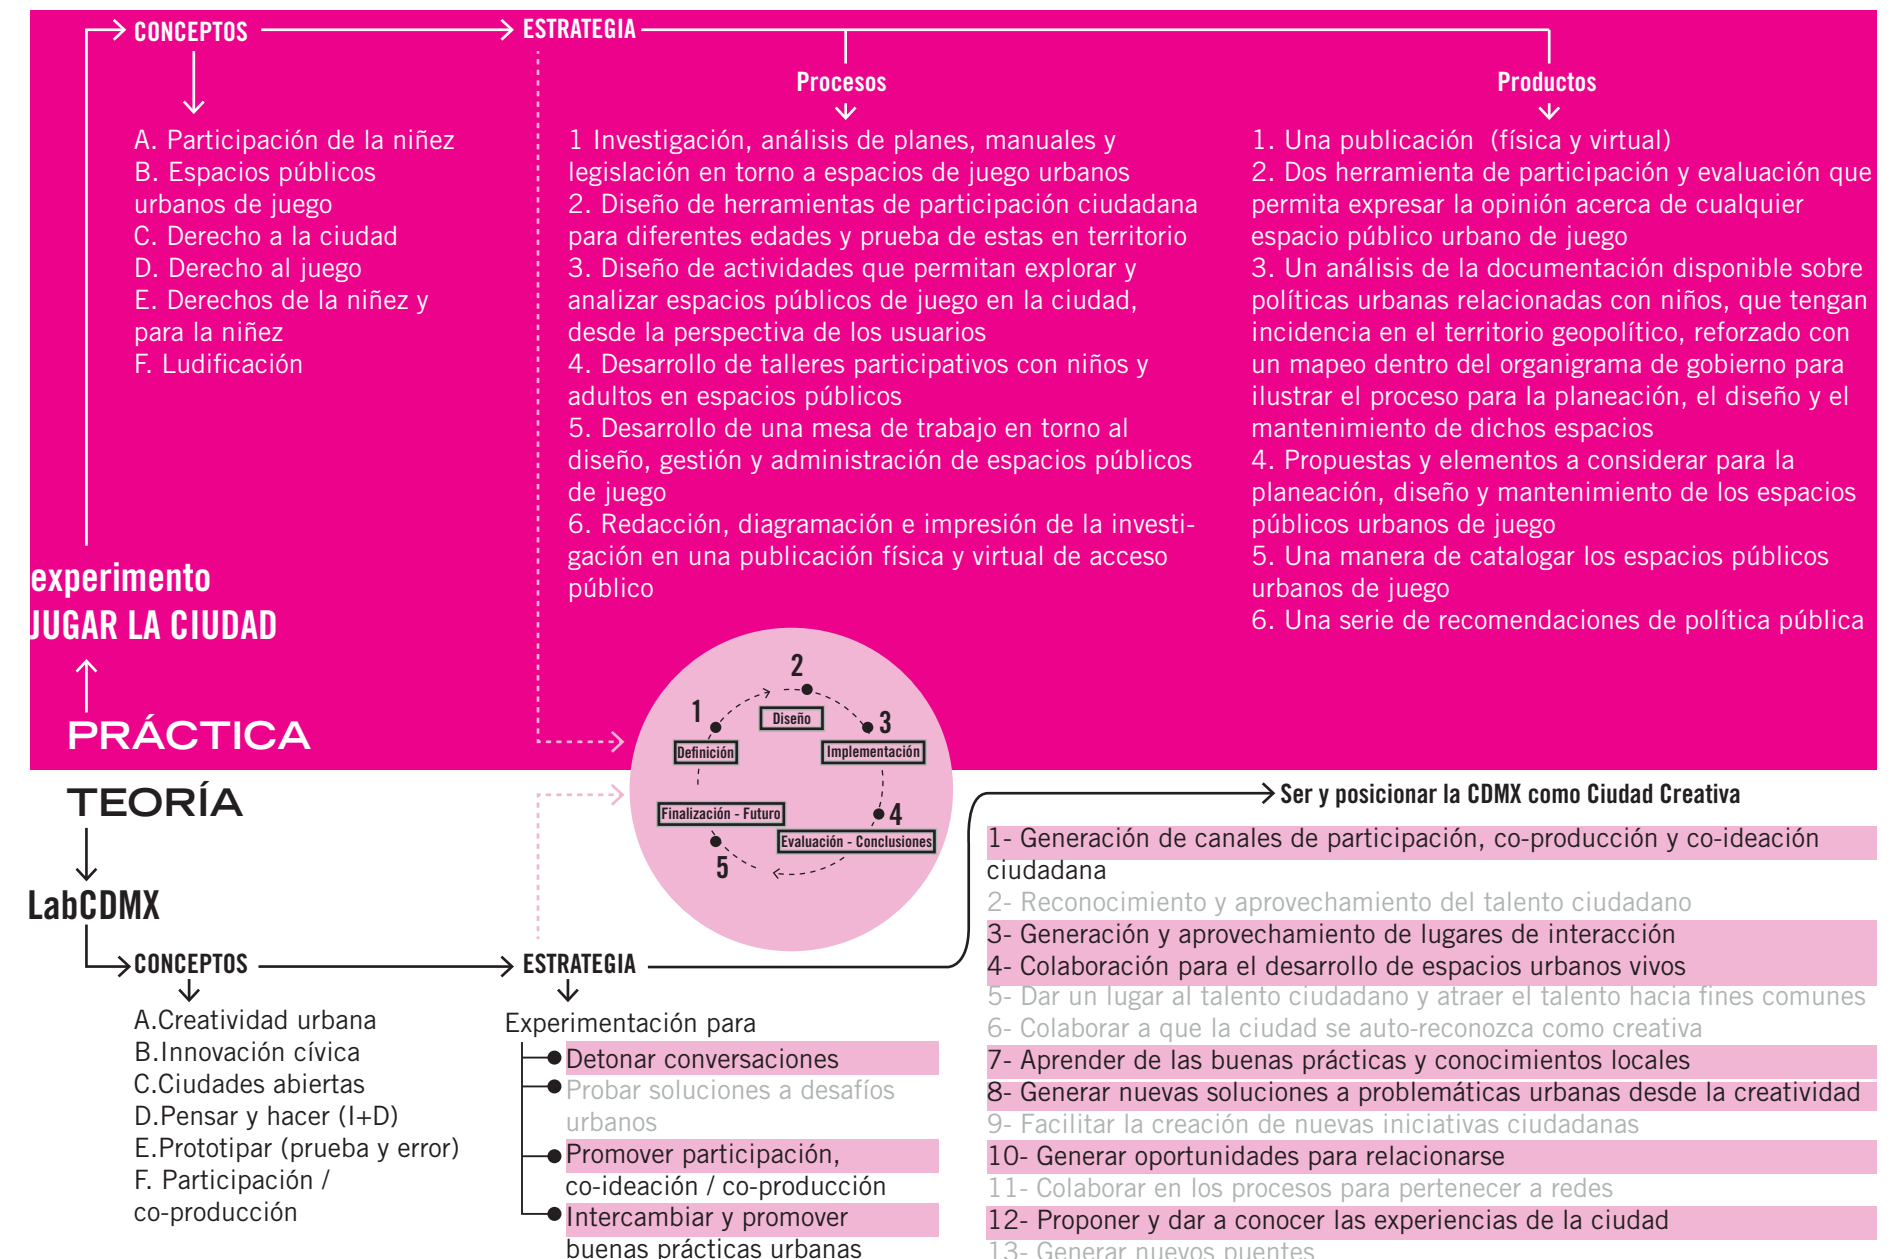 CONCEPTOS
A. Participación de la niñez
B. Espacios públicos
urbanos de juego
C. Derecho a la ciudad
D. Derecho al juego
E. Derechos de la niñez y
para la niñez
F. Ludificación
ESTRATEGIA
Procesos
1 Investigación, análisis de planes, manuales y
legislación en torno a espacios de juego urbanos
2. Diseño de herramientas de participación ciudadana
para diferentes edades y prueba de estas en territorio
3. Diseño de actividades que permitan explorar y
analizar espacios públicos de juego en la ciudad,
desde la perspectiva de los usuarios
4. Desarrollo de talleres participativos con niños y
adultos en espacios públicos
5. Desarrollo de una mesa de trabajo en torno al
diseño, gestión y administración de espacios públicos
de juego
6. Redacción, diagramación e impresión de la investi-
gación en una publicación física y virtual de acceso
público
Productos
1. Una publicación (física y virtual)
2. Dos herramienta de participación y evaluación que
permita expresar la opinión acerca de cualquier
espacio público urbano de juego
3. Un análisis de la documentación disponible sobre
políticas urbanas relacionadas con niños, que tengan
incidencia en el territorio geopolítico, reforzado con
un mapeo dentro del organigrama de gobierno para
ilustrar el proceso para la planeación, el diseño y el
mantenimiento de dichos espacios
4. Propuestas y elementos a considerar para la
planeación, diseño y mantenimiento de los espacios
públicos urbanos de juego
5. Una manera de catalogar los espacios públicos
urbanos de juego
6. Una serie de recomendaciones de política pública
experimento
JUGAR LA CIUDAD
PRÁCTICA
1
Definición
2
Diseño
3
Implementación
4
Evaluación - Conclusiones
5
Finalización - Futuro
TEORÍA
LabCDMX
CONCEPTOS
A.Creatividad urbana
B.Innovación cívica
C.Ciudades abiertas
D.Pensar y hacer (I+D)
E.Prototipar (prueba y error)
F. Participación /
co-producción
ESTRATEGIA
Experimentación para
Detonar conversaciones
Probar soluciones a desafíos
urbanos
Promover participación,
co-ideación / co-producción
Intercambiar y promover
buenas prácticas urbanas
Ser y posicionar la CDMX como Ciudad Creativa
1- Generación de canales de participación, co-producción y co-ideación
ciudadana
2- Reconocimiento y aprovechamiento del talento ciudadano
3- Generación y aprovechamiento de lugares de interacción
4- Colaboración para el desarrollo de espacios urbanos vivos
5- Dar un lugar al talento ciudadano y atraer el talento hacia fines comunes
6- Colaborar a que la ciudad se auto-reconozca como creativa
7- Aprender de las buenas prácticas y conocimientos locales
8- Generar nuevas soluciones a problemáticas urbanas desde la creatividad
9- Facilitar la creación de nuevas iniciativas ciudadanas
10- Generar oportunidades para relacionarse
11- Colaborar en los procesos para pertenecer a redes
12- Proponer y dar a conocer las experiencias de la ciudad
13- Generar nuevos puentes